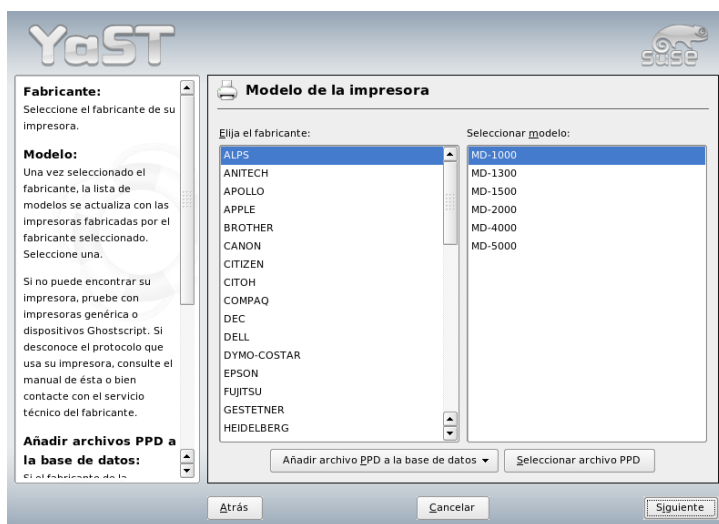 YaST
SUSE
Fabricante:
Seleccione el fabricante de su
impresora.
Modelo:
Una vez seleccionado el
fabricante, la lista de
modelos se actualiza con las
impresoras fabricadas por el
fabricante seleccionado.
Seleccione una.
Si no puede encontrar su
impresora, pruebe con
impresoras genérica o
dispositivos Ghostscript. Si
desconoce el protocolo que
usa su impresora, consulte el
manual de ésta o bien
contacte con el servicio
técnico del fabricante.
Añadir archivos PPD a
la base de datos:
Si el fabricante de la
Modelo de la impresora
Elija el fabricante:
ALPS
ANITECH
APOLLO
APPLE
BROTHER
CANON
CITIZEN
CITOH
COMPAQ
DEC
DELL
DYMO-COSTAR
EPSON
FUJITSU
GESTETNER
HEIDELBERG
Seleccionar modelo:
MD-1000
MD-1300
MD-1500
MD-2000
MD-4000
MD-5000
Añadir archivo PPD a la base de datos
Seleccionar archivo PPD
Atrás
Cancelar
Siguiente